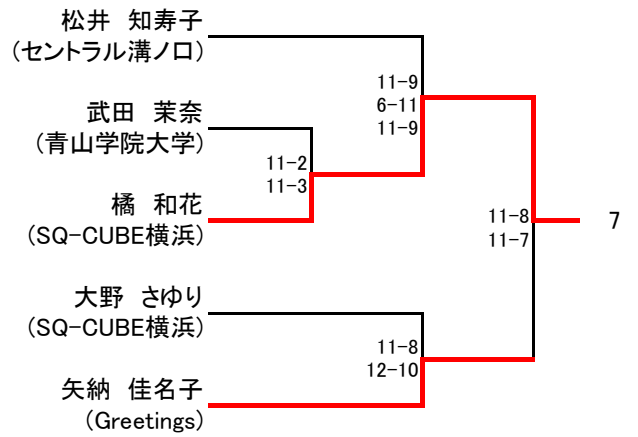 松井　知寿子
(セントラル溝ノ口)
11-9
6-11
11-9
武田　茉奈
(青山学院大学)
11-2
11-3
橘　和花
(SQ-CUBE横浜)
11-8
11-7
7
大野　さゆり
(SQ-CUBE横浜)
11-8
12-10
矢納　佳名子
(Greetings)